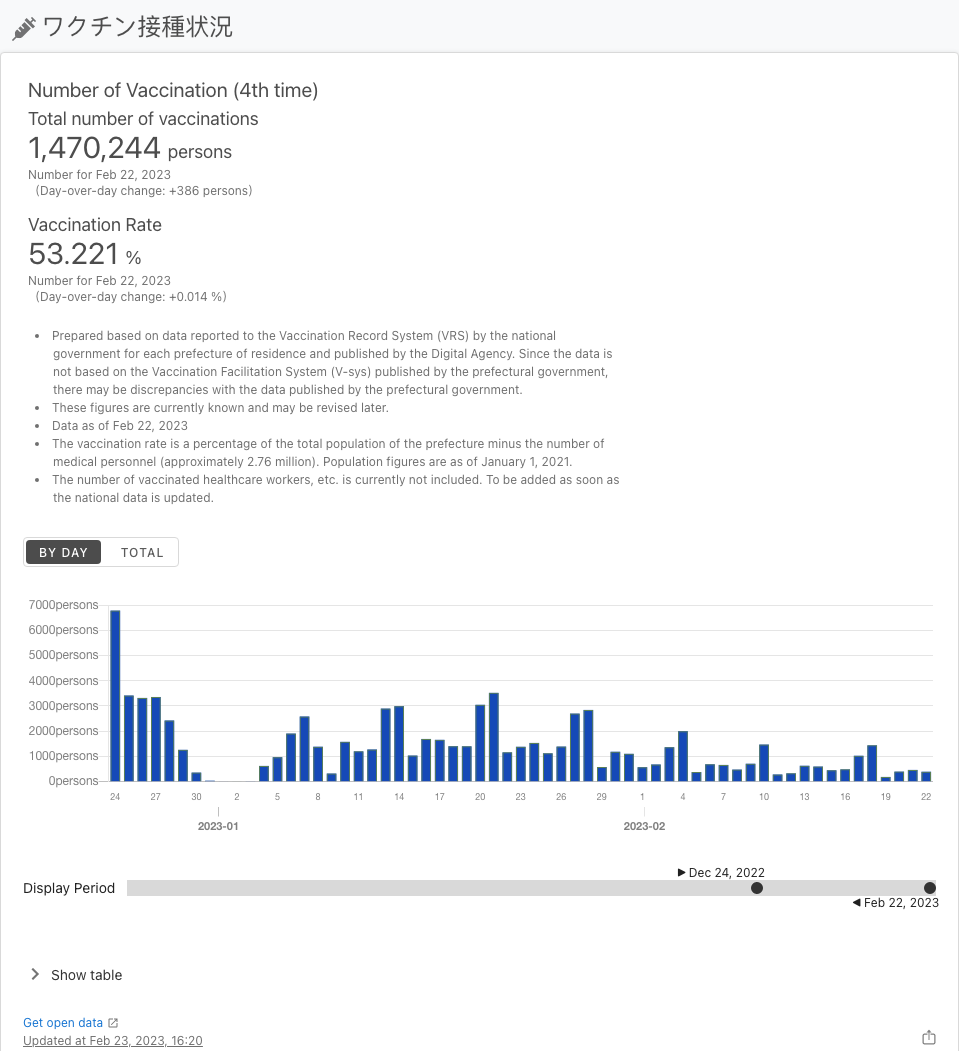 ワクチン接種状況
Number of Vaccination (4th time)
Total number of vaccinations
1,470,244 persons
Number for Feb 22, 2023
(Day-over-day change: +386 persons)
Vaccination Rate
53.221 %
Number for Feb 22, 2023
(Day-over-day change: +0.014 %)
• Prepared based on data reported to the Vaccination Record System (VRS) by the national
government for each prefecture of residence and published by the Digital Agency. Since the data is
not based on the Vaccination Facilitation System (V-sys) published by the prefectural government,
there may be discrepancies with the data published by the prefectural government.
• These figures are currently known and may be revised later.
• Data as of Feb 22, 2023
• The vaccination rate is a percentage of the total population of the prefecture minus the number of
medical personnel (approximately 2.76 million). Population figures are as of January 1, 2021.
• The number of vaccinated healthcare workers, etc. is currently not included. To be added as soon as
the national data is updated.
BY DAY TOTAL
7000persons
6000persons
5000persons
4000persons
3000persons
2000persons
1000persons
0persons
24 27 30 2 5 8 11 14 17 20 23 26 29 1 4 7 10 13 16 19 22
2023-01 2023-02
Dec 24, 2022
Display Period
Feb 22, 2023
Show table
Get open data
Updated at Feb 23, 2023, 16:20